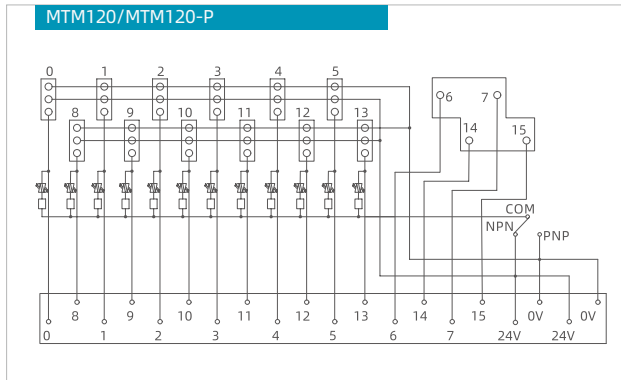 MTM120/MTM120-P
0 1 2 3 4 5
6 7
8 9 10 11 12 13
14 15
COM
NPN
PNP
8 9 10 11 12 13 14 15 0V 0V
0 1 2 3 4 5 6 7 24V 24V